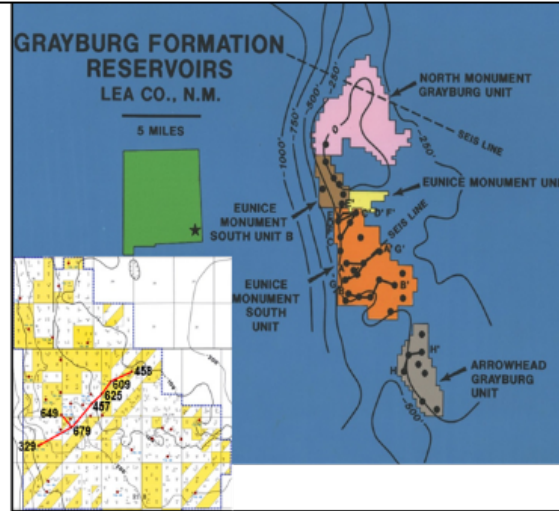 GRAYBURG FORMATION
RESERVOIRS
LEA CO., N.M.
5 MILES
-1000'
-750'
-500'
-250'
0
NORTH MONUMENT
GRAYBURG UNIT
-250'
SEIS LINE
EUNICE MONUMENT UNIT
EUNICE
MONUMENT
SOUTH UNIT B
SEIS LINE
EUNICE
MONUMENT
SOUTH
UNIT
B'
H'
H
ARROWHEAD
GRAYBURG
UNIT
-500'
458
609
625
457
649
679
329